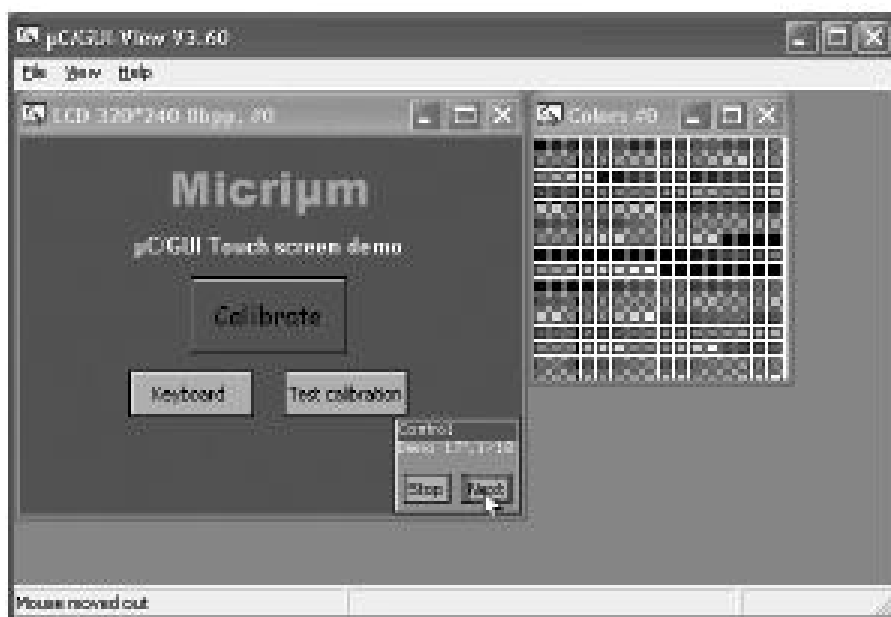 µC/GUI View V3.60
File View Help
LCD 320*240 8bpp, #0
Colors #0
Micriµm
µC/GUI Touch screen demo
Calibrate
Keyboard Test calibration
Control
Stop Next
Mouse moved out